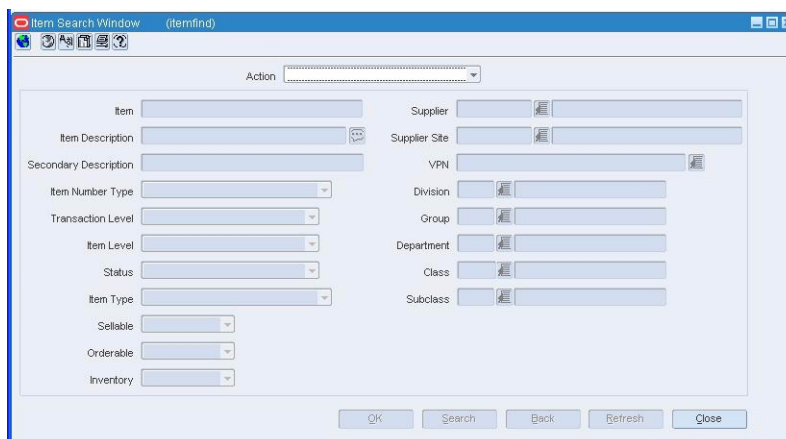 Item Search Window (itemfind)
Action
Item
Supplier
Item Description
Supplier Site
Secondary Description
VPN
Item Number Type
Division
Transaction Level
Group
Item Level
Department
Status
Class
Item Type
Subclass
Sellable
Orderable
Inventory
OK Search Back Refresh Close